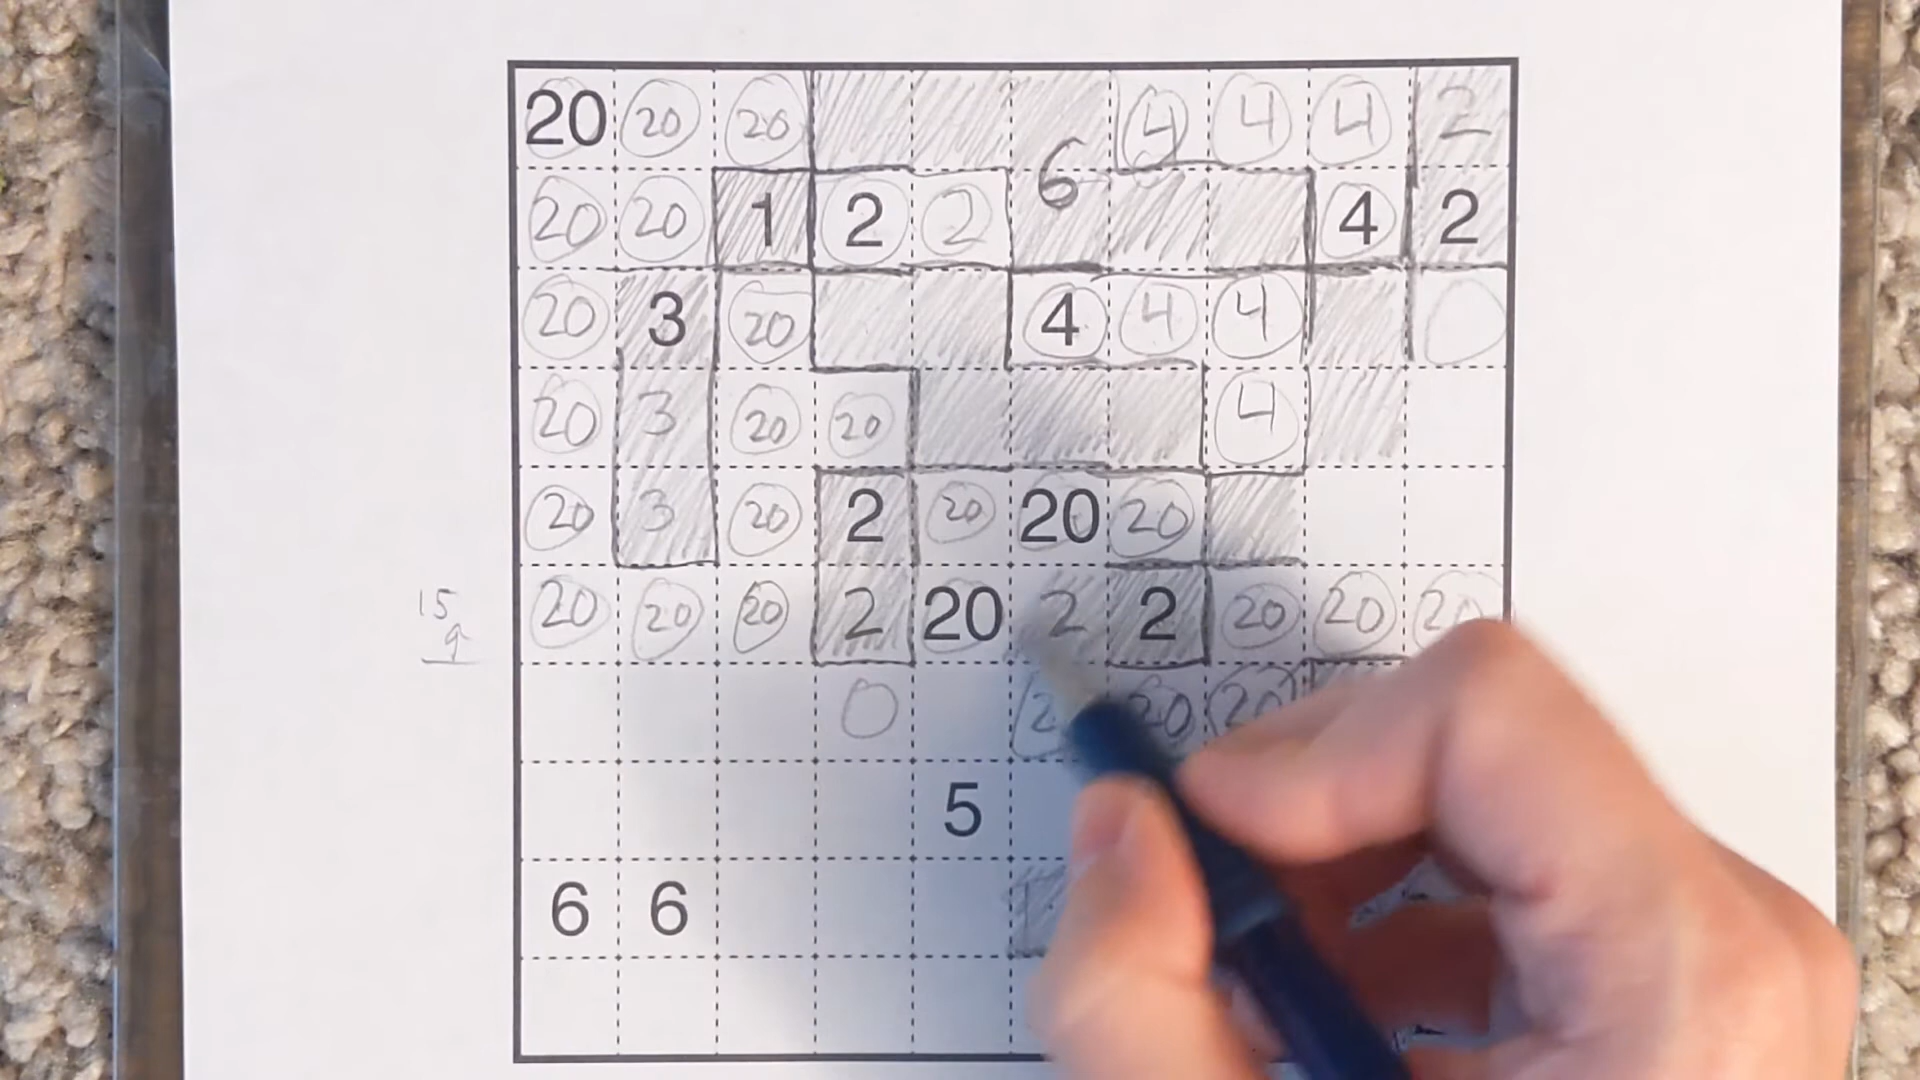 20 20 20 4 4 4 2
6
20 20 1 2 2 4 2
20 3 20 4 4 4
20 3 20 20 4
20 3 20 2 20 20 20
15
9
20 20 20 2 20 2 2 20 20 20
20 20
5
6 6